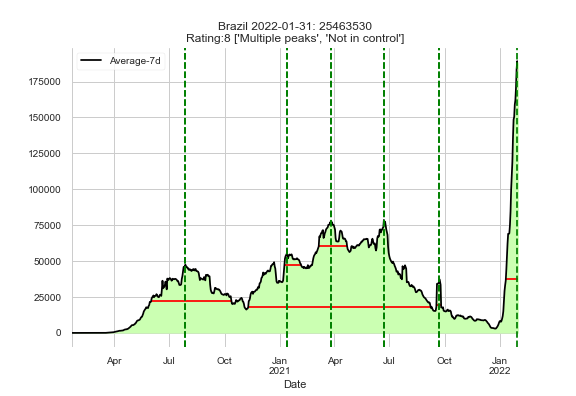 Brazil 2022-01-31: 25463530
Rating:8 ['Multiple peaks', 'Not in control']
Average-7d
175000
150000
125000
100000
75000
50000
25000
0
Apr Jul Oct Jan Apr Jul Oct Jan
2021 2022
Date